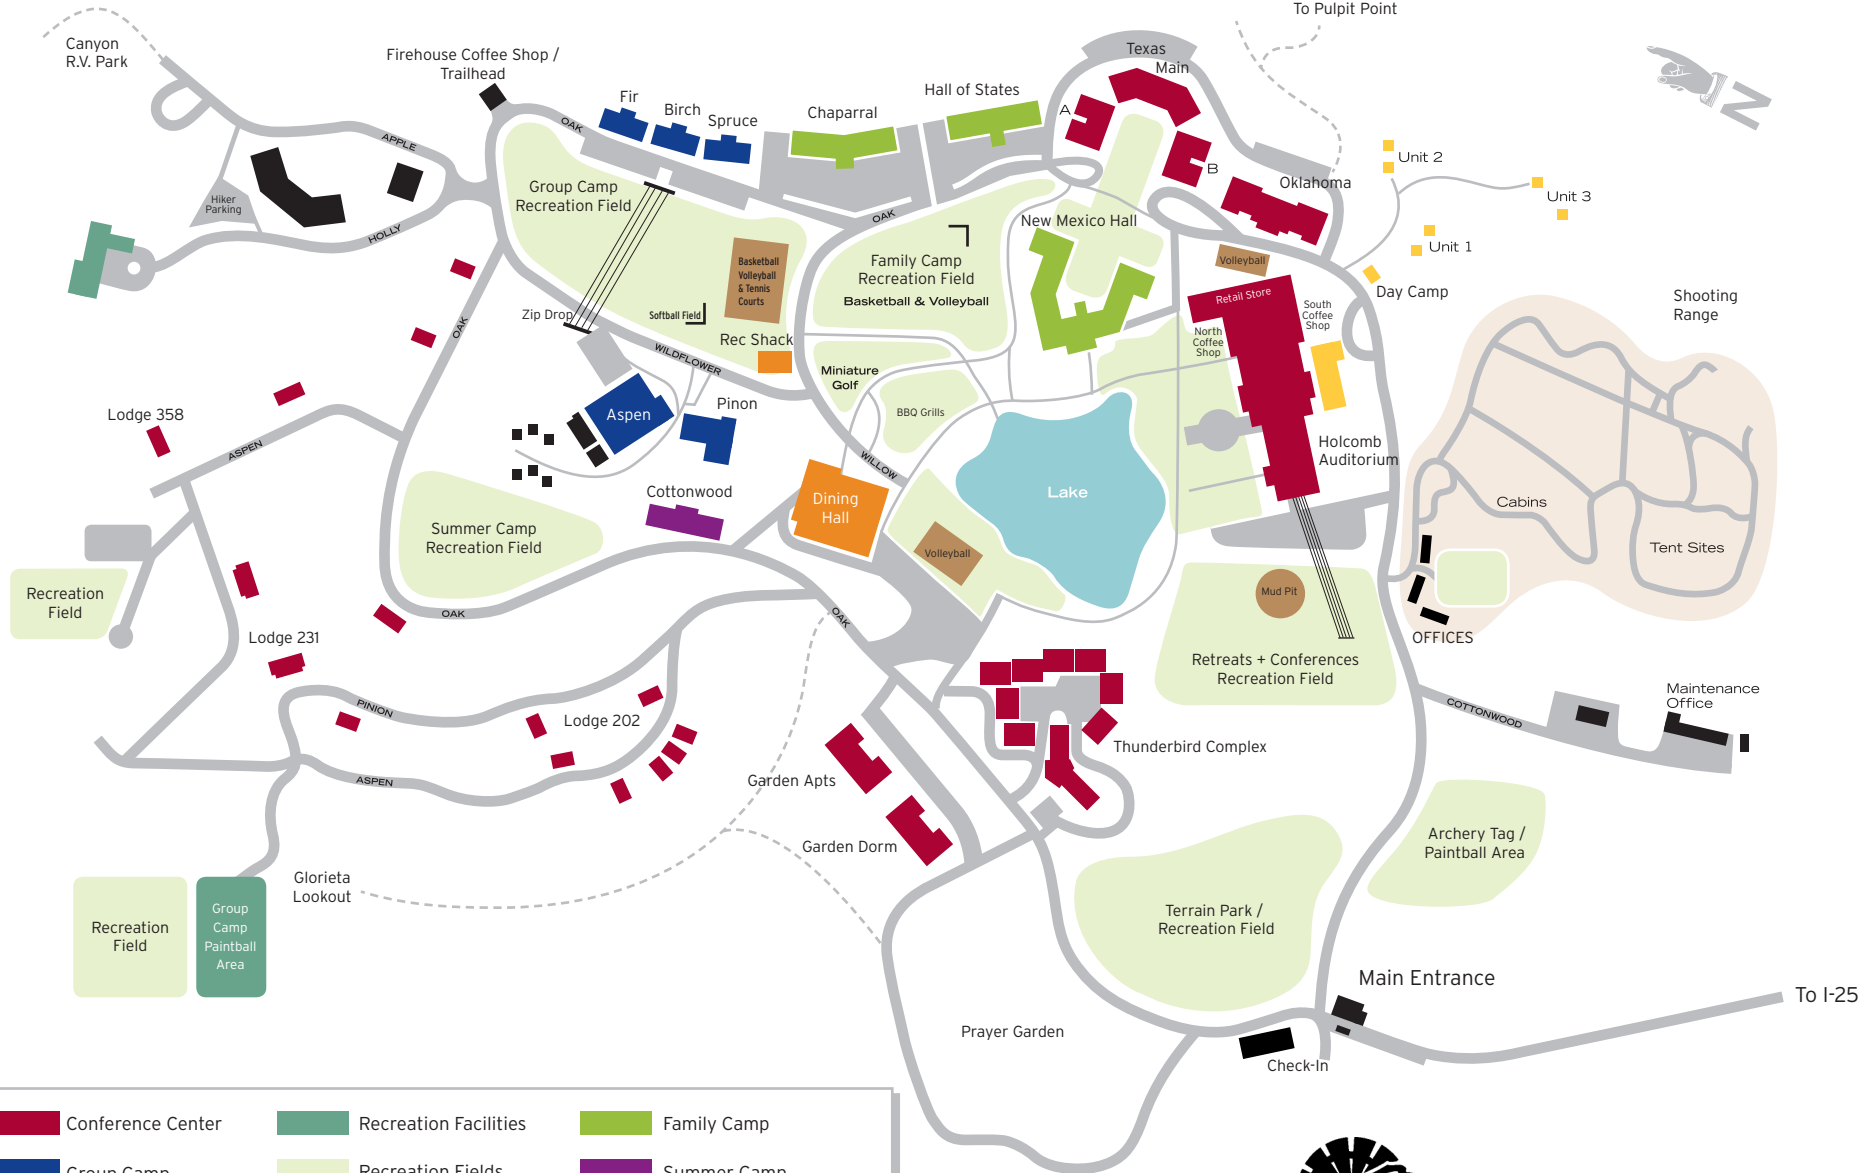 To Pulpit Point
Canyon
R.V. Park
Firehouse Coffee Shop /
Trailhead
Texas
Main
Hall of States
Fir
Birch
Spruce
Chaparral
A
B
N
OAK
APPLE
Unit 2
Unit 3
Unit 1
Oklahoma
Group Camp
Recreation Field
Hiker
Parking
HOLLY
OAK
New Mexico Hall
Family Camp
Recreation Field
Basketball & Volleyball
Basketball
Volleyball
& Tennis
Courts
Volleyball
Day Camp
Retail Store
South
Coffee
Shop
North
Coffee
Shop
Shooting
Range
Zip Drop
Softball Field
OAK
Rec Shack
WILDFLOWER
Miniature
Golf
BBQ Grills
Lodge 358
Aspen
Pinon
ASPEN
WILLOW
Holcomb
Auditorium
Lake
Cottonwood
Dining
Hall
Cabins
Tent Sites
Summer Camp
Recreation Field
Volleyball
Mud Pit
Recreation
Field
OAK
OAK
Lodge 231
OFFICES
Retreats + Conferences
Recreation Field
PINION
Lodge 202
COTTONWOOD
Maintenance
Office
Thunderbird Complex
ASPEN
Garden Apts
Garden Dorm
Archery Tag /
Paintball Area
Glorieta
Lookout
Recreation
Field
Group
Camp
Paintball
Area
Terrain Park /
Recreation Field
Main Entrance
To I-25
Prayer Garden
Check-In
Conference Center
Recreation Facilities
Family Camp
Group Camp
Recreation Fields
Summer Camp